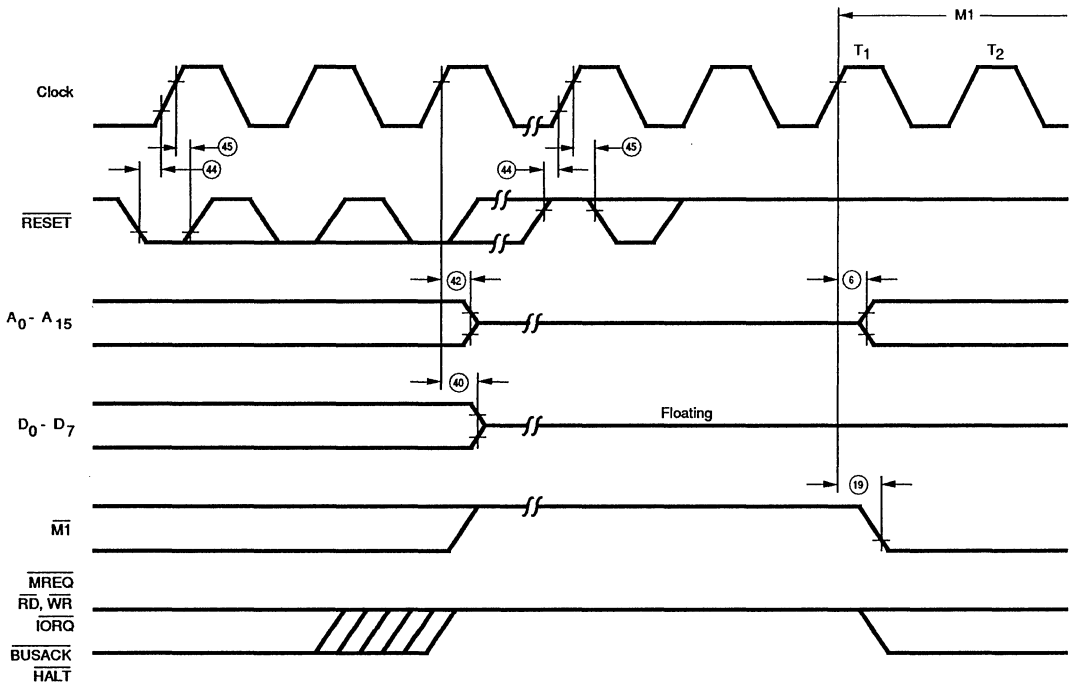 M1
T1 T2
Clock
45 45
44 44
RESET
42 6
A0 - A15
40
D0 - D7
Floating
19
M1
MREQ
RD, WR
IORQ
BUSACK
HALT